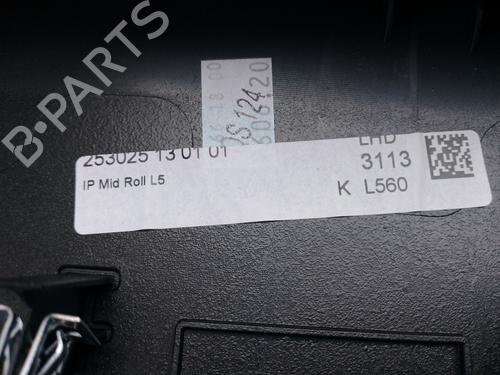 253025 13 01 01 LHD
IP Mid Roll L5 3113
K L560
B-PARTS